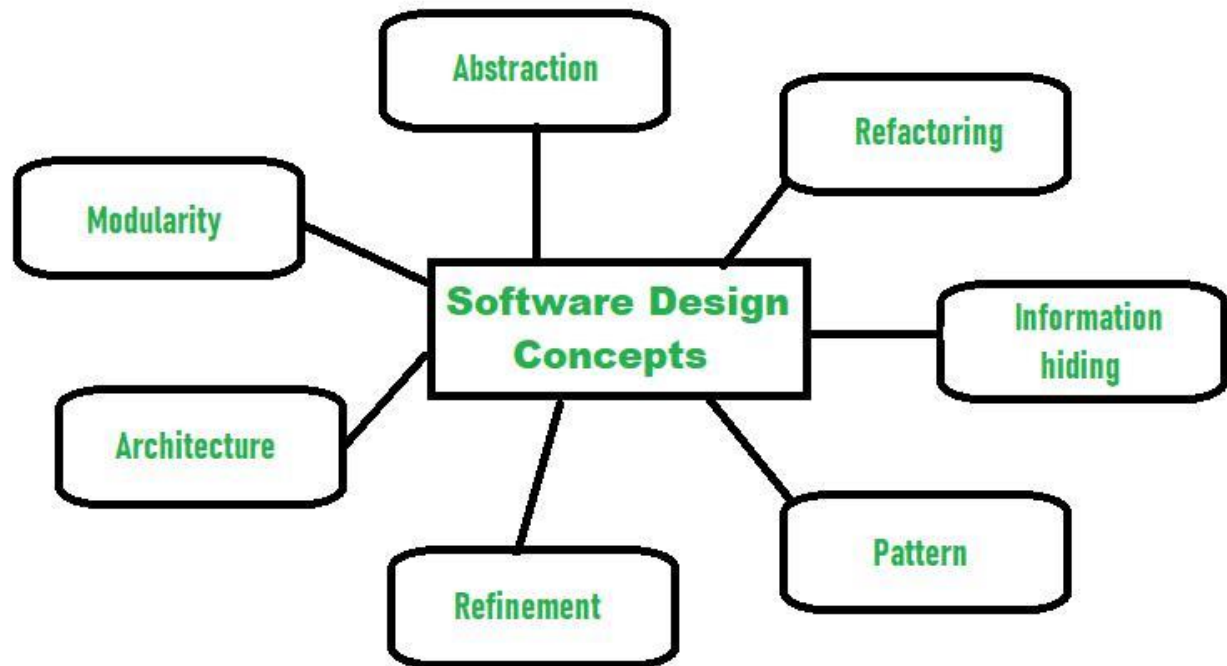 Abstraction
Refactoring
Modularity
Software Design
Concepts
Information
hiding
Architecture
Pattern
Refinement